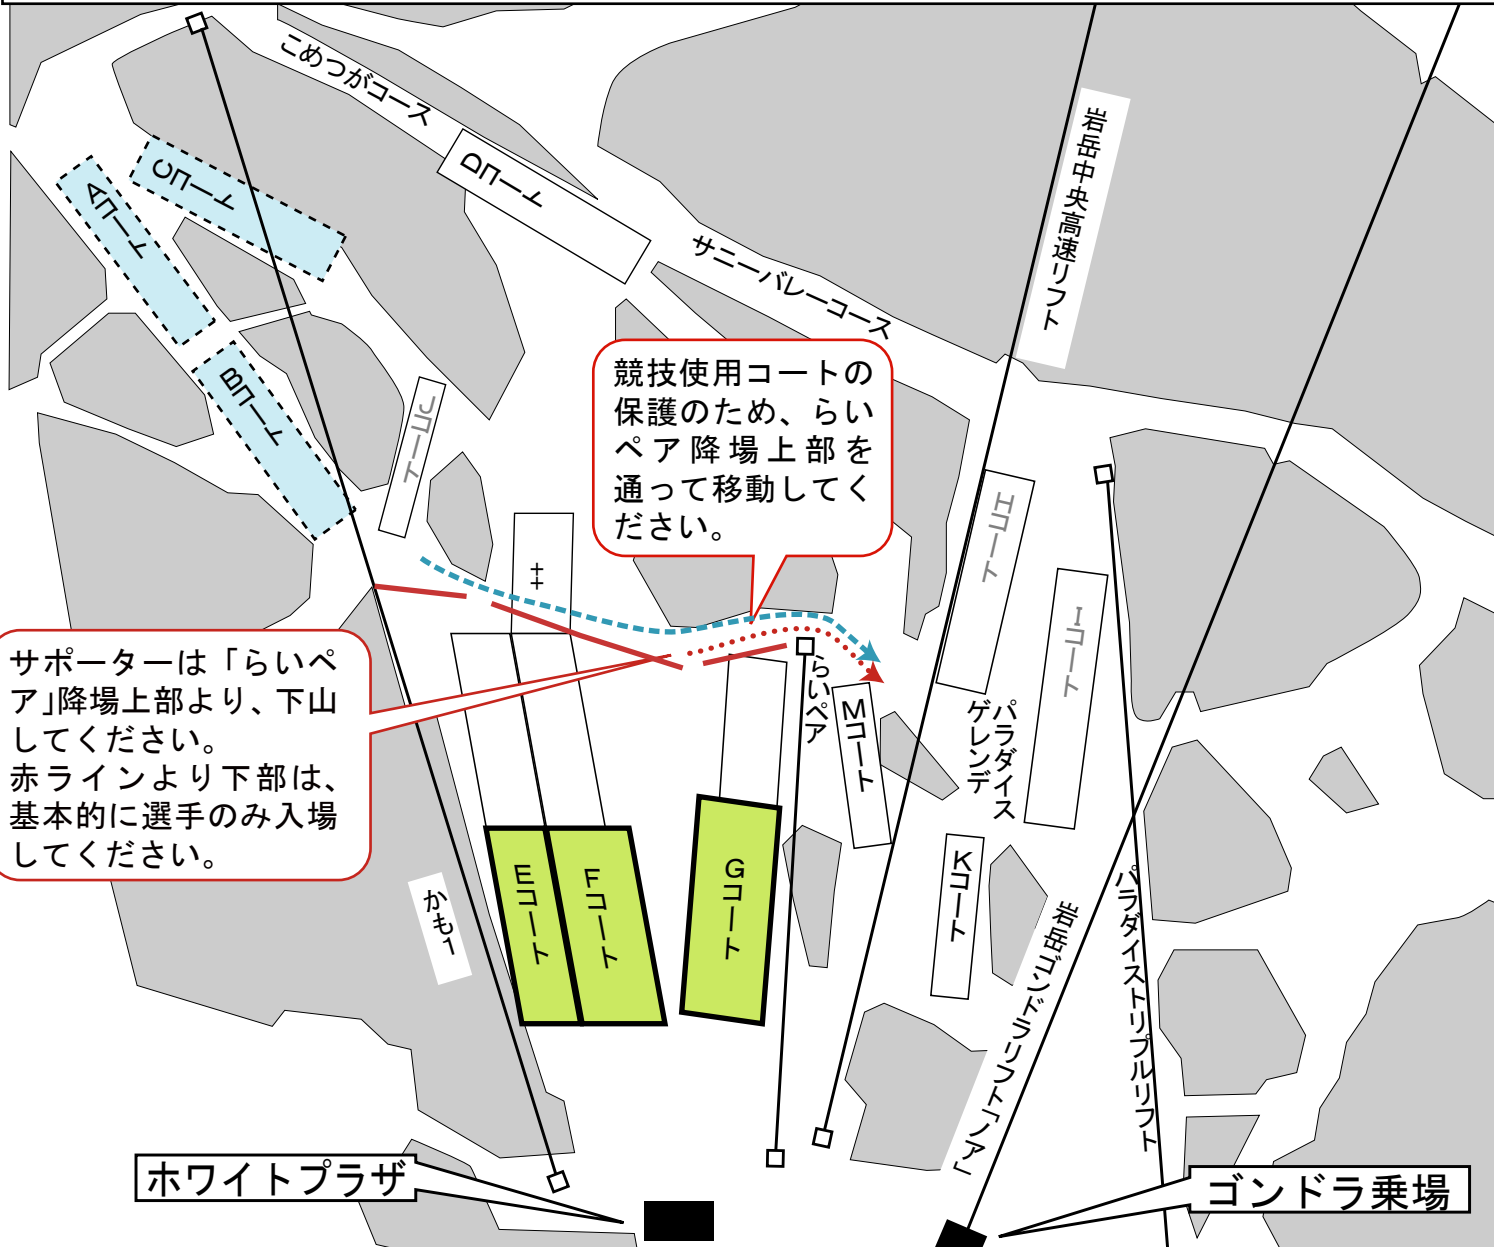 こめつがコース
岩岳中央高速リフト
Cコート
Dコート
Aコート
サニーバレーコース
Bコート
Jコート
競技使用コートの
保護のため、らい
ペア降場上部を
通って移動してく
ださい。
Hコート
Iコート
サポーターは「らいペ
ア」降場上部より、下山
してください。
赤ラインより下部は、
基本的に選手のみ入場
してください。
らいペア
Mコート
パラダイス
ゲレンデ
Eコート
Fコート
Gコート
Kコート
かも1
岩岳ゴンドラリフト「ノア」
パラダイストリプルリフト
ホワイトプラザ
ゴンドラ乗場